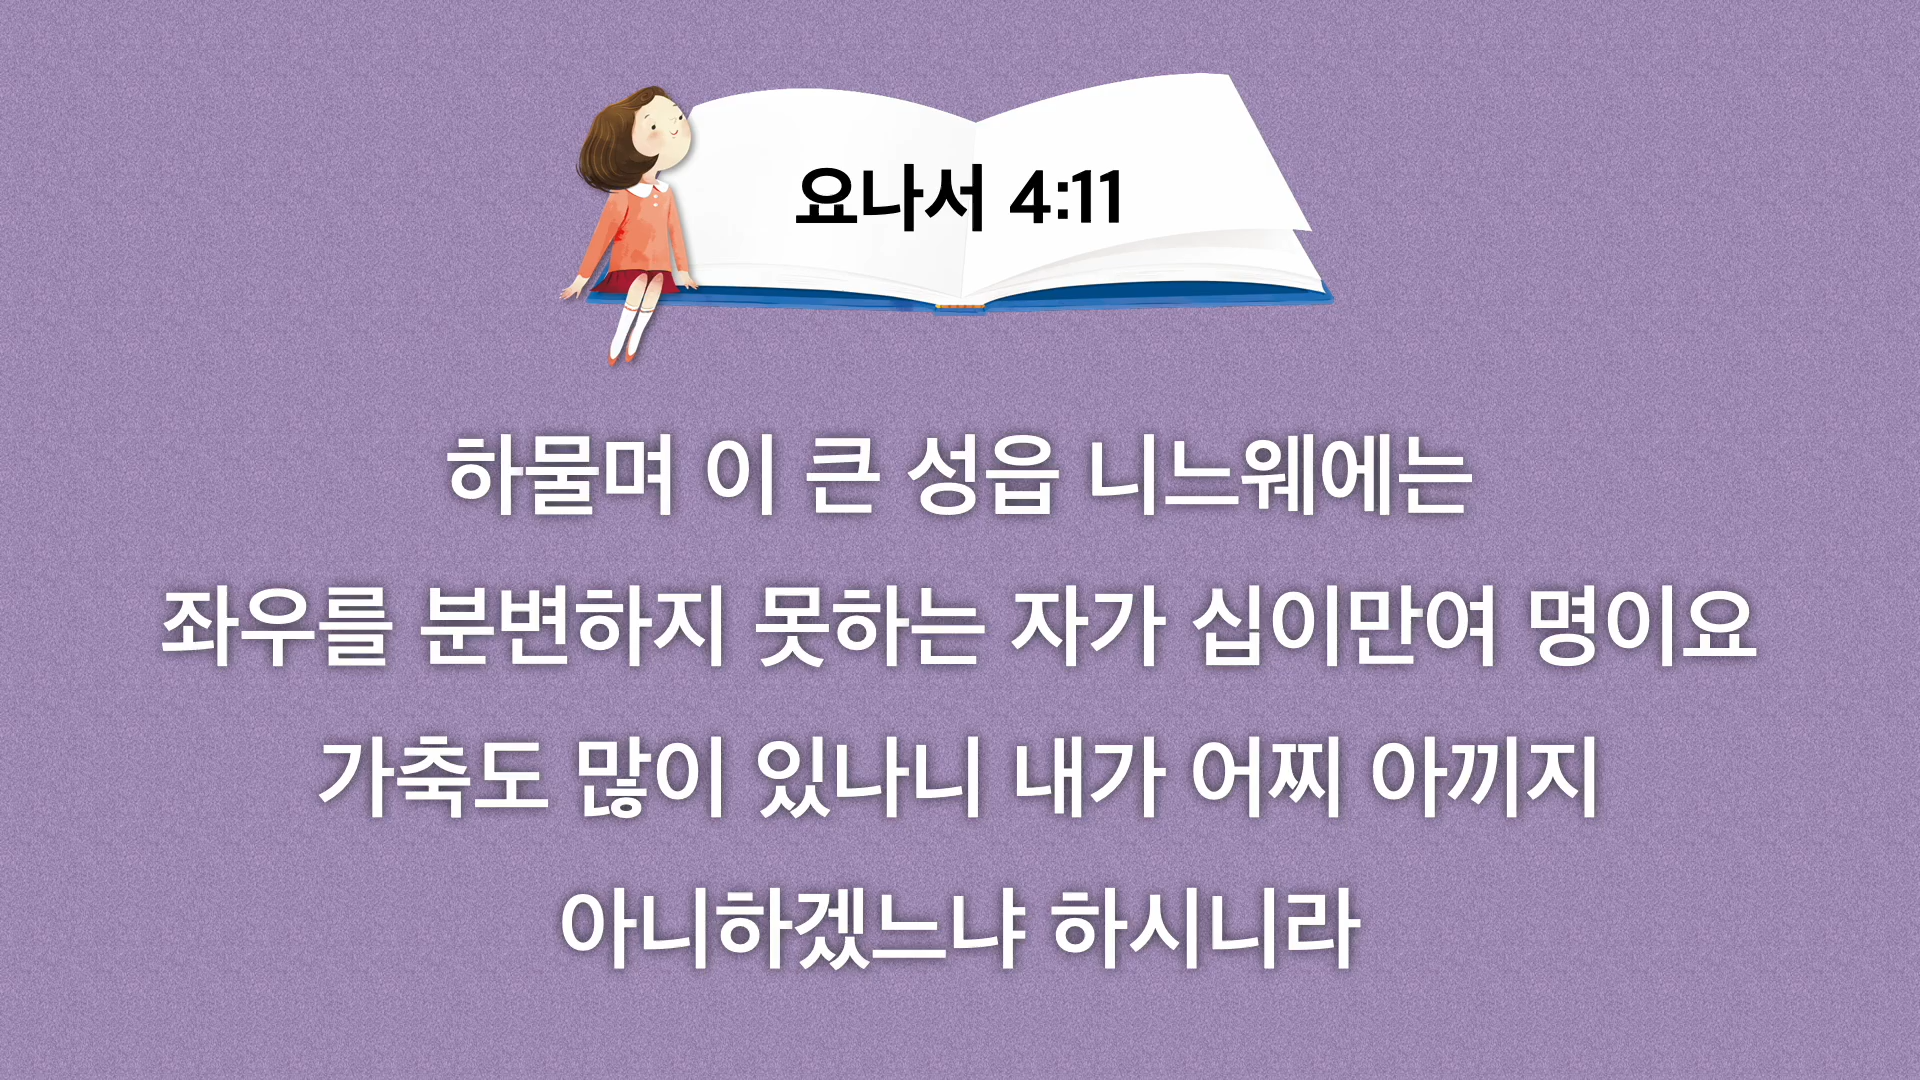 요나서 4:11
하물며 이 큰 성읍 니느웨에는
좌우를 분변하지 못하는 자가 십이만여 명이요
가축도 많이 있나니 내가 어찌 아끼지
아니하겠느냐 하시니라